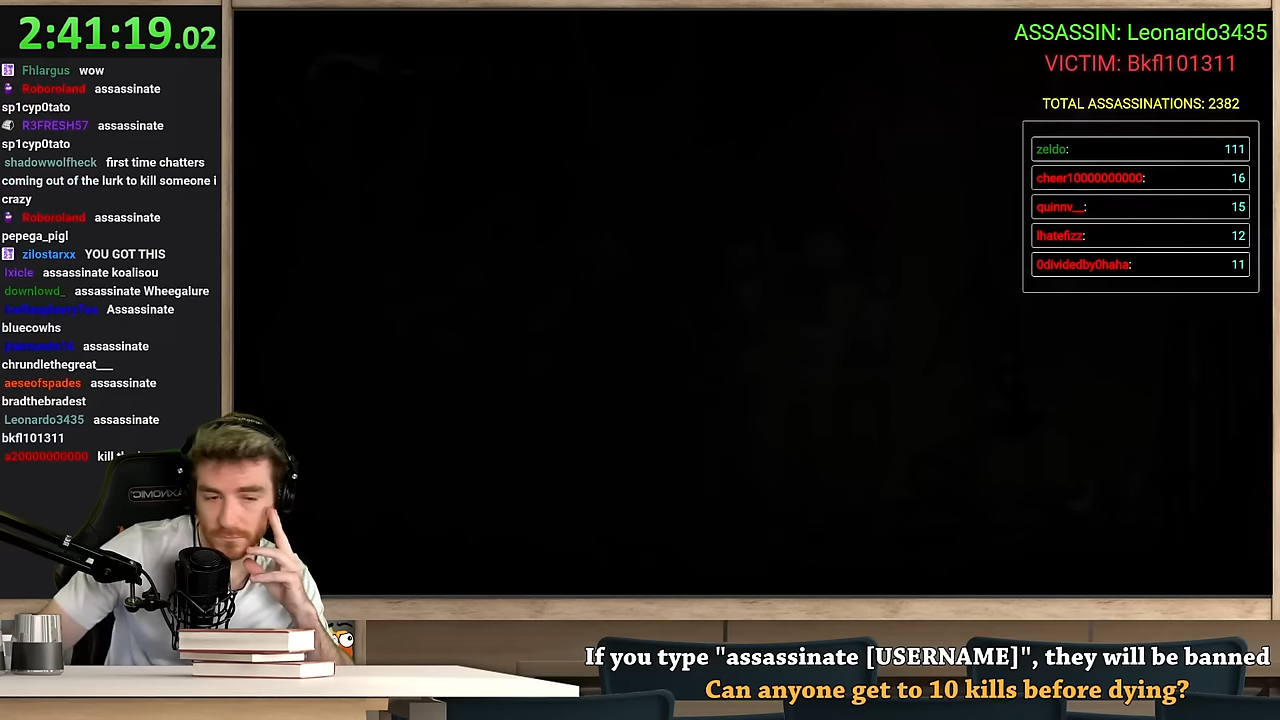 2:41:19.02
Fhlargus wow
Roboroland assassinate
sp1cyp0tato
R3FRESH57 assassinate
sp1cyp0tato
shadowwolfheck first time chatters
coming out of the lurk to kill someone i
crazy
Roboroland assassinate
pepega_pigl
zilostarxx YOU GOT THIS
Ixicle assassinate koalisou
downlowd_ assassinate Wheegalure
Assassinate
bluecowhs
assassinate
chrundlethegreat___
aeseofspades assassinate
bradthebradest
Leonardo3435 assassinate
bkfl101311
a20000000000 kill
ASSASSIN: Leonardo3435
VICTIM: Bkfl101311
TOTAL ASSASSINATIONS: 2382
zeldo: 111
cheer10000000000: 16
quinnv__: 15
lhatefizz: 12
0dividedby0haha: 11
If you type "assassinate [USERNAME]", they will be banned
Can anyone get to 10 kills before dying?